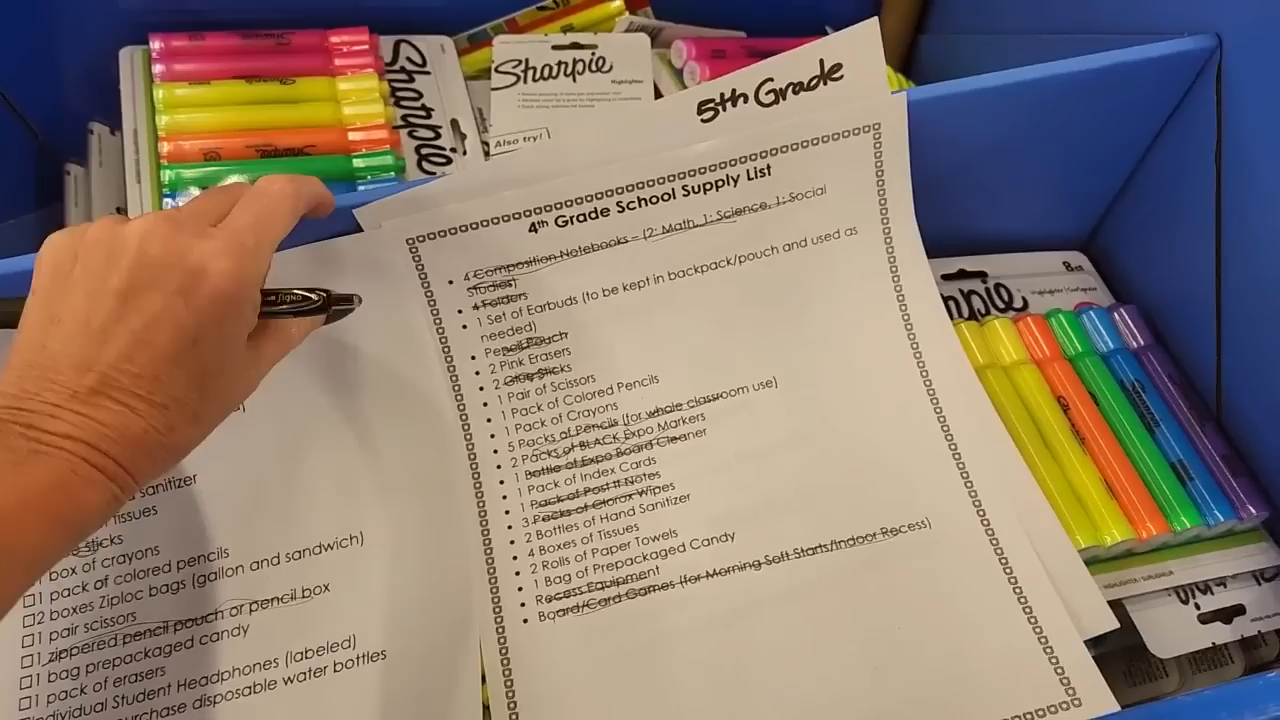 Sharpie
Sharpie
Highlighter
Also try!
5th Grade
4th Grade School Supply List
• 4 Composition Notebooks – (2: Math, 1: Science, 1: Social
Studies)
• 4 Folders
• 1 Set of Earbuds (to be kept in backpack/pouch and used as
needed)
• Pencil Pouch
• 2 Pink Erasers
• 2 Glue Sticks
• 1 Pair of Scissors
• 1 Pack of Colored Pencils
• 1 Pack of Crayons
• 5 Packs of Pencils (for whole classroom use)
• 2 Packs of BLACK Expo Markers
• 1 Bottle of Expo Board Cleaner
• 1 Pack of Index Cards
• 1 Pack of Post It Notes
• 3 Packs of Clorox Wipes
• 2 Bottles of Hand Sanitizer
• 4 Boxes of Tissues
• 2 Rolls of Paper Towels
• 1 Bag of Prepackaged Candy
• Recess Equipment
• Board/Card Games (for Morning Soft Starts/Indoor Recess)
sanitizer
tissues
sticks
1 box of crayons
□1 pack of colored pencils
□2 boxes Ziploc bags (gallon and sandwich)
□1 pair scissors
□1 zippered pencil pouch or pencil box
□1 bag prepackaged candy
□1 pack of erasers
Individual Student Headphones (labeled)
purchase disposable water bottles
signo
8 ct
rpie
Sharpie